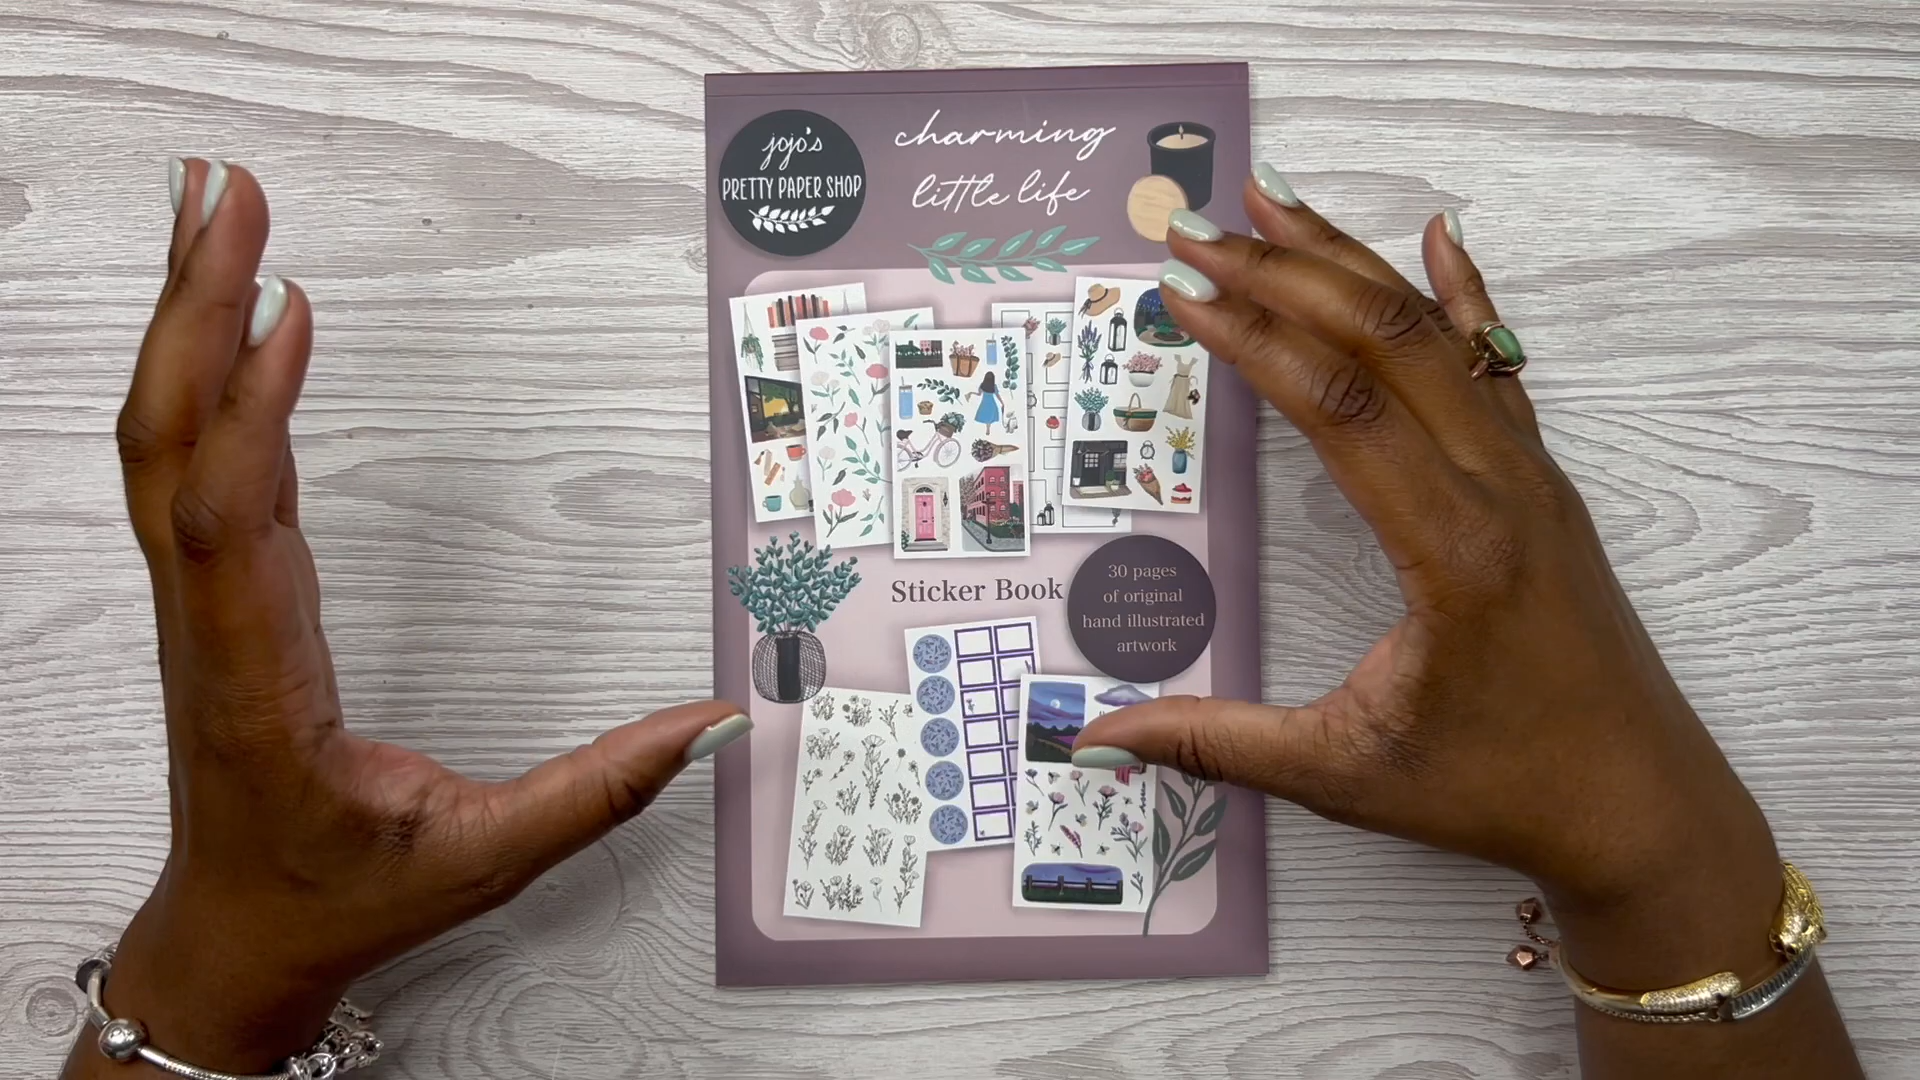 jojo's
PRETTY PAPER SHOP
charming
little life
Sticker Book
30 pages
of original
hand illustrated
artwork